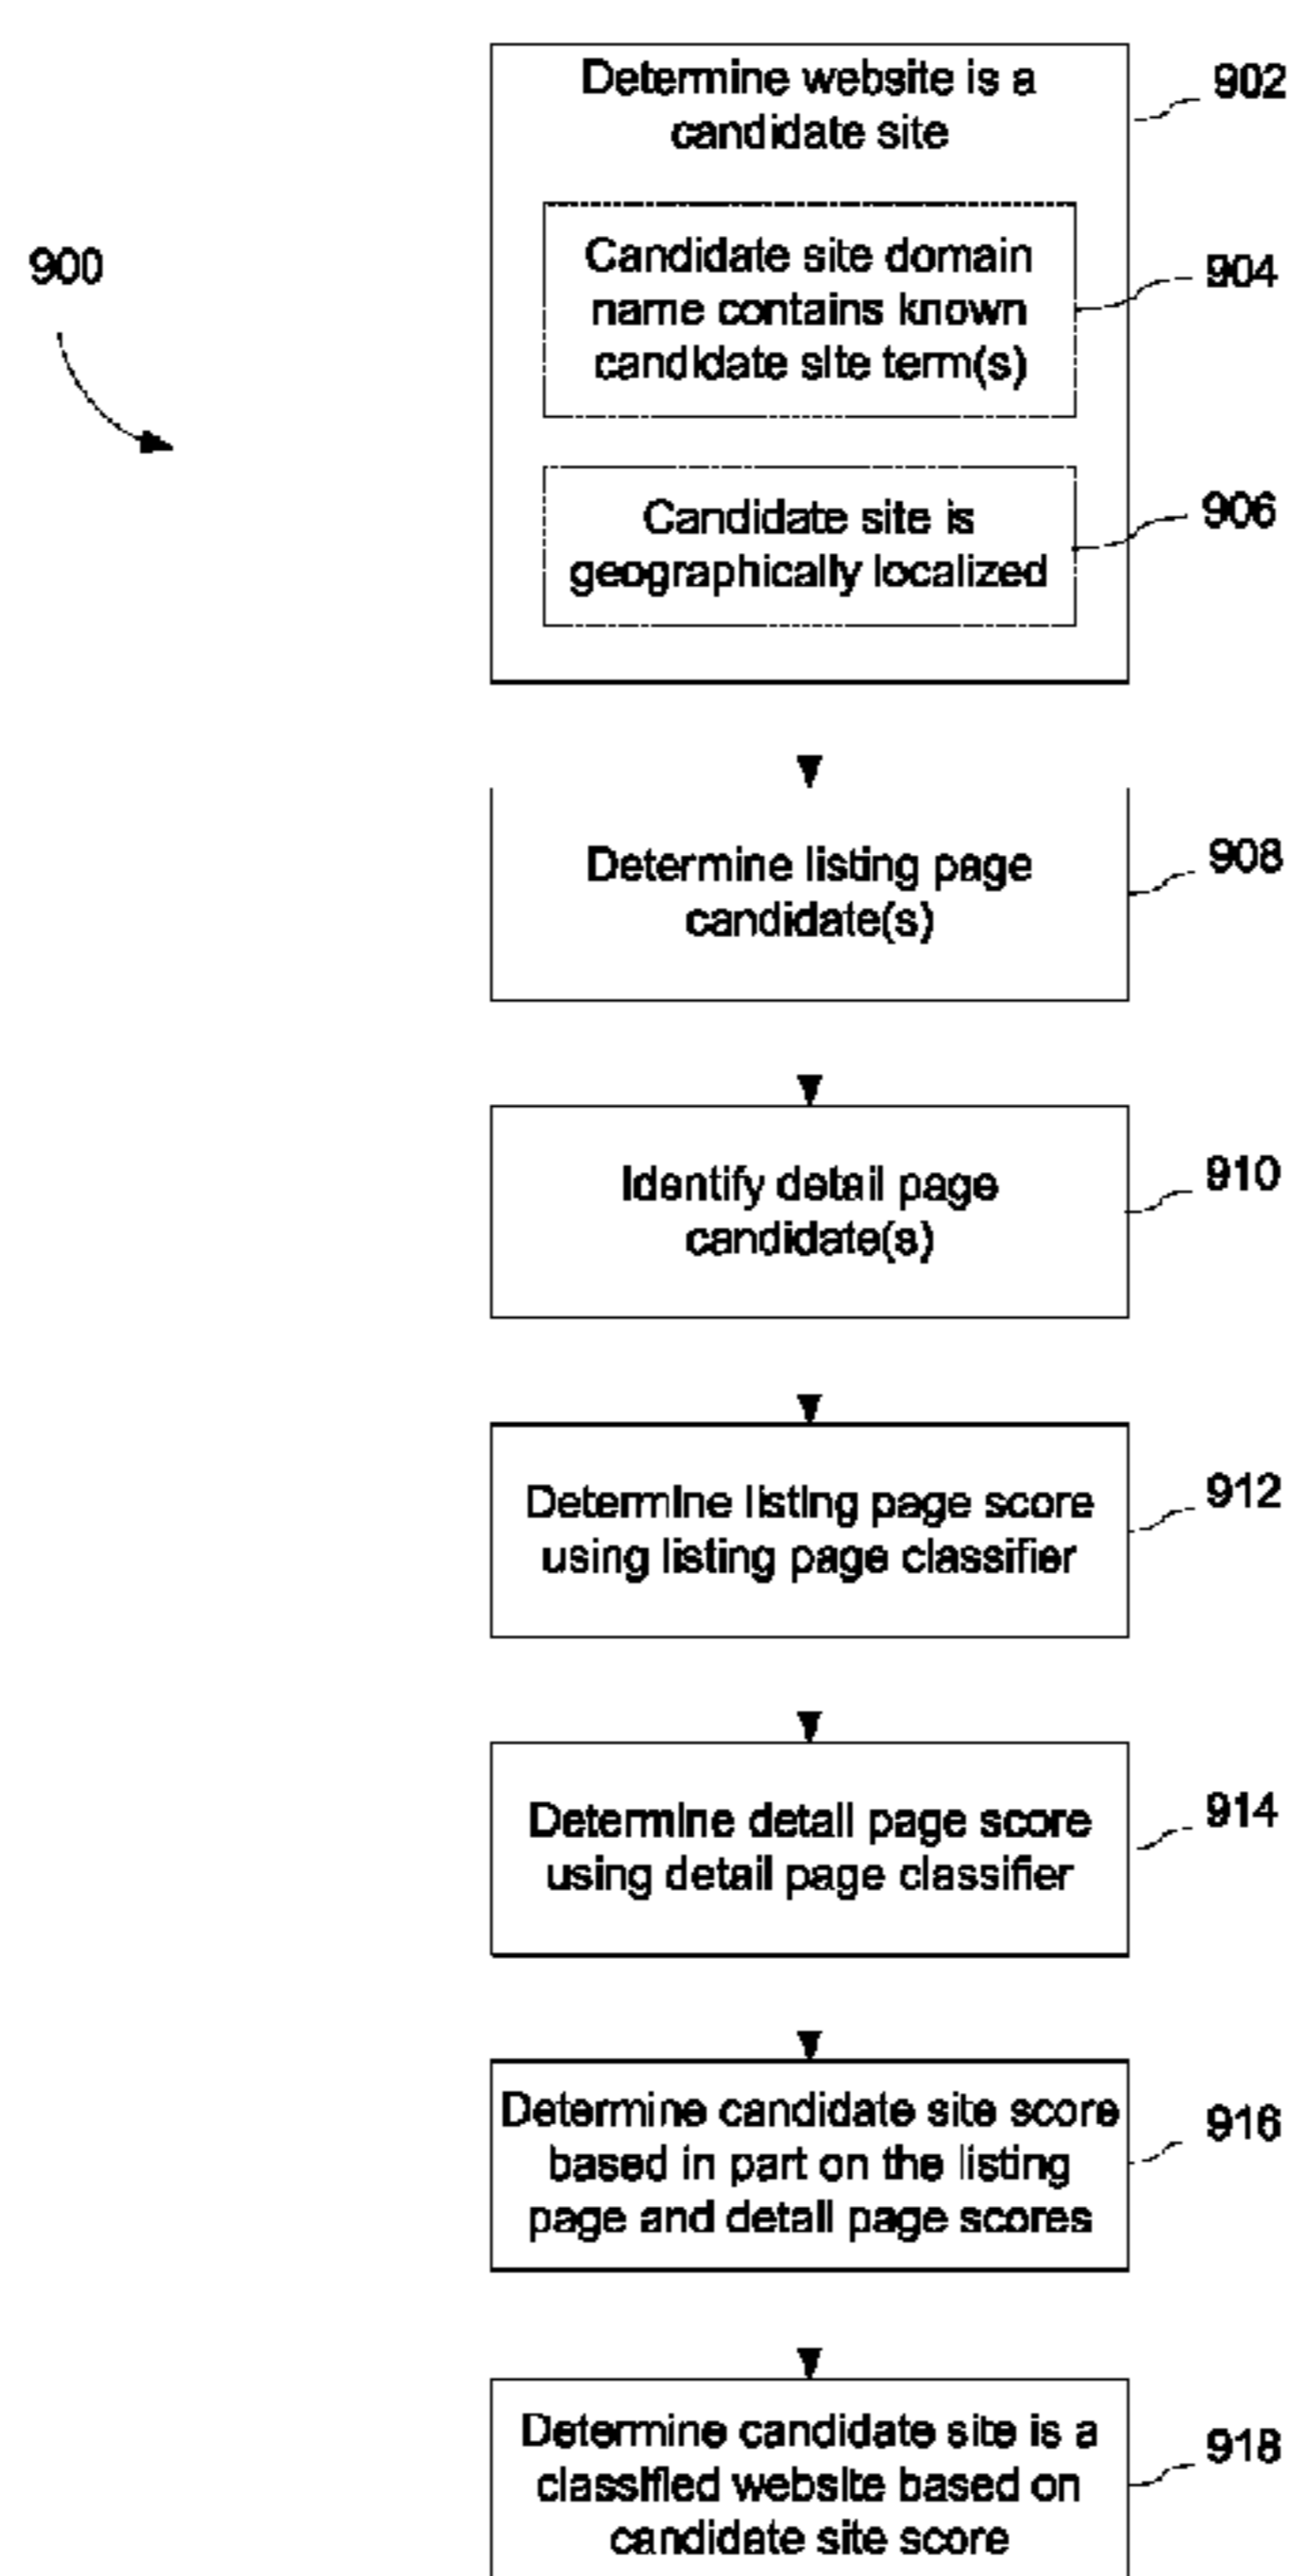 Determine website is a
candidate site
902
900
Candidate site domain
name contains known
candidate site term(s)
904
Candidate site is
geographically localized
906
Determine listing page
candidate(s)
908
Identify detail page
candidate(s)
910
Determine listing page score
using listing page classifier
912
Determine detail page score
using detail page classifier
914
Determine candidate site score
based in part on the listing
page and detail page scores
916
Determine candidate site is a
classified website based on
candidate site score
918